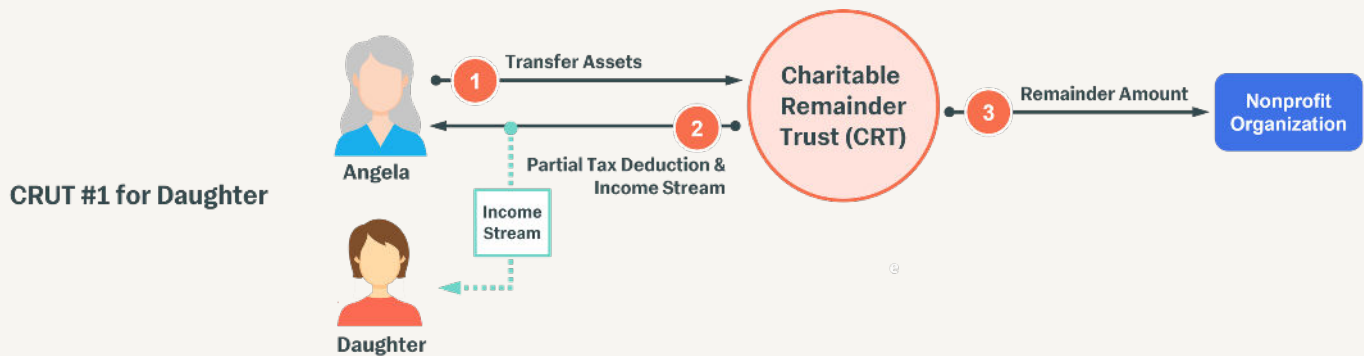 CRUT #1 for Daughter
Angela
Daughter
1
Transfer Assets
2
Partial Tax Deduction &
Income Stream
Income
Stream
Charitable
Remainder
Trust (CRT)
3
Remainder Amount
Nonprofit
Organization